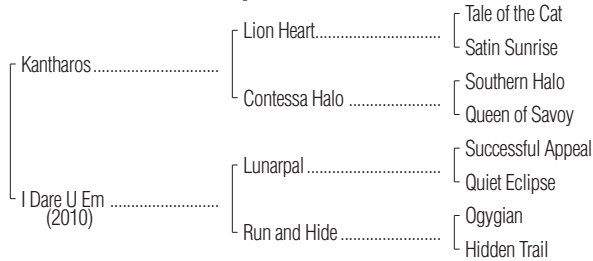 Tale of the Cat
Lion Heart........................
Satin Sunrise
Kantharos........................
Southern Halo
Contessa Halo ........................
Queen of Savoy
Successful Appeal
Lunarpal ........................
Quiet Eclipse
I Dare U Em ........................
(2010)
Ogygian
Run and Hide ........................
Hidden Trail